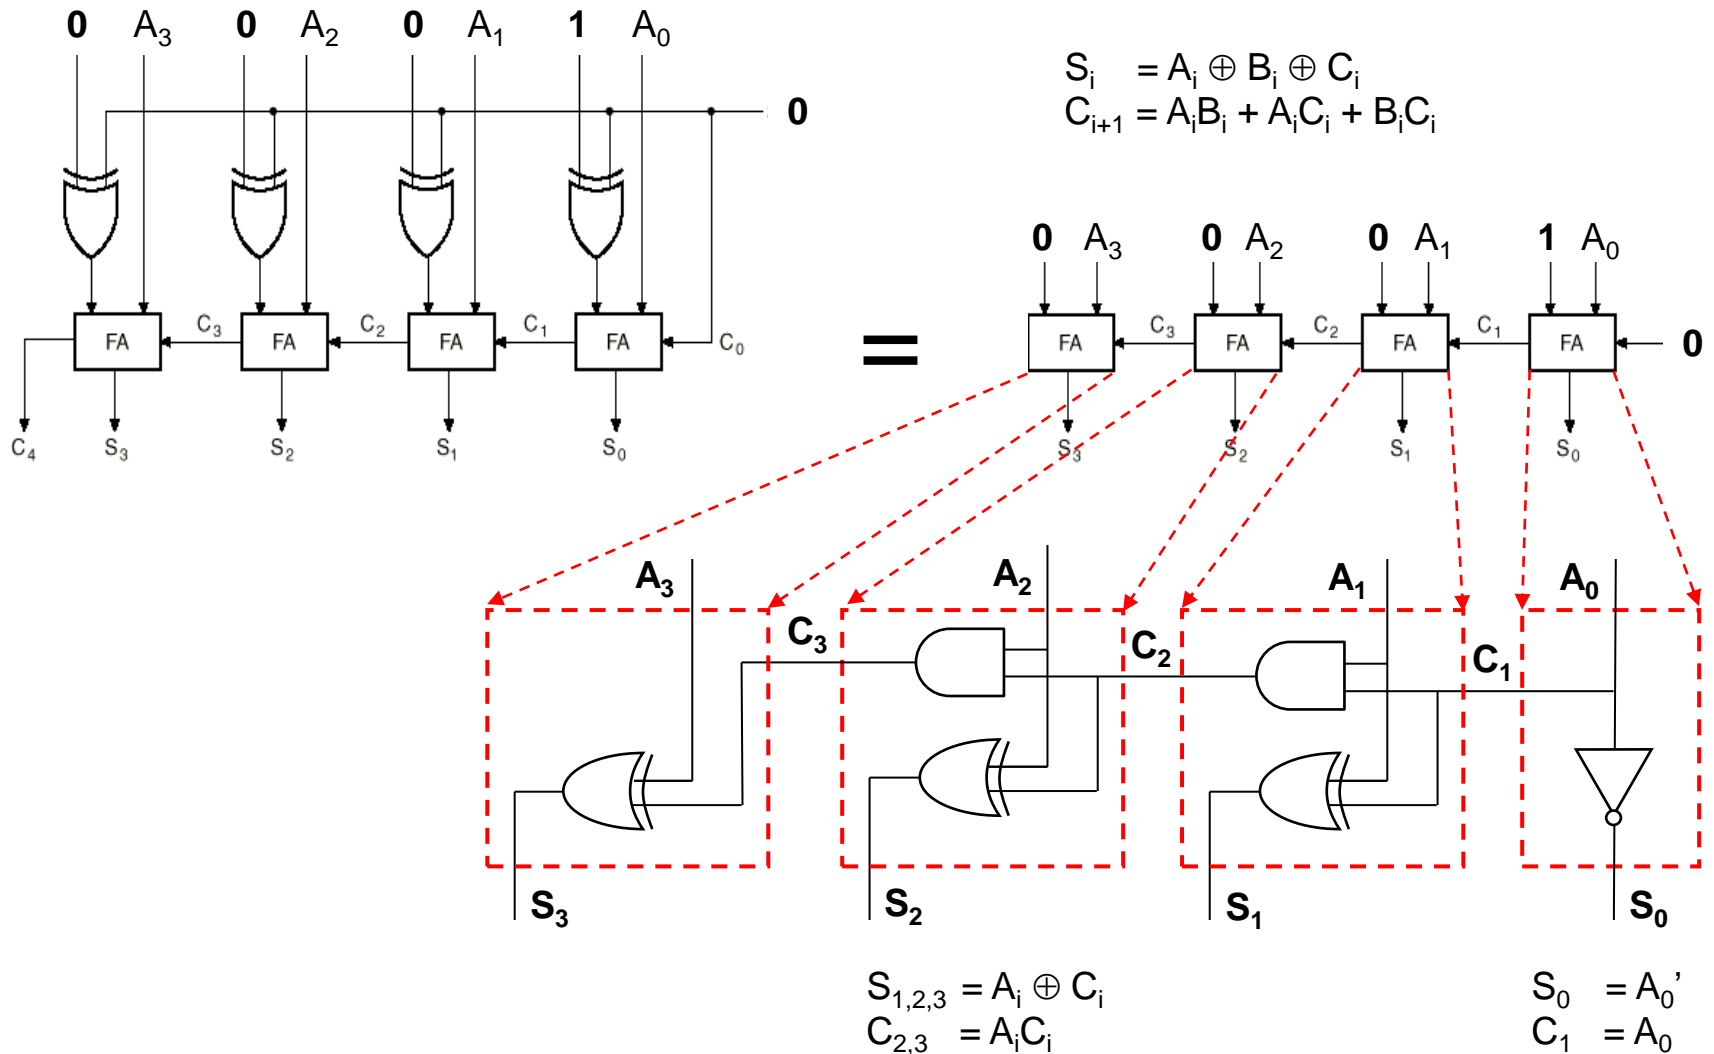 0 A3 0 A2 0 A1 1 A0
Si = Ai ⊕ Bi ⊕ Ci
Ci+1 = AiBi + AiCi + BiCi
0
0 A3 0 A2 0 A1 1 A0
FA C3 FA C2 FA C1 FA C0
=
FA C3 FA C2 FA C1 FA 0
C4 S3 S2 S1 S0
S3 S2 S1 S0
A3 A2 A1 A0
C3 C2 C1
S3 S2 S1 S0
S1,2,3 = Ai ⊕ Ci
C2,3 = AiCi
S0 = A0’
C1 = A0